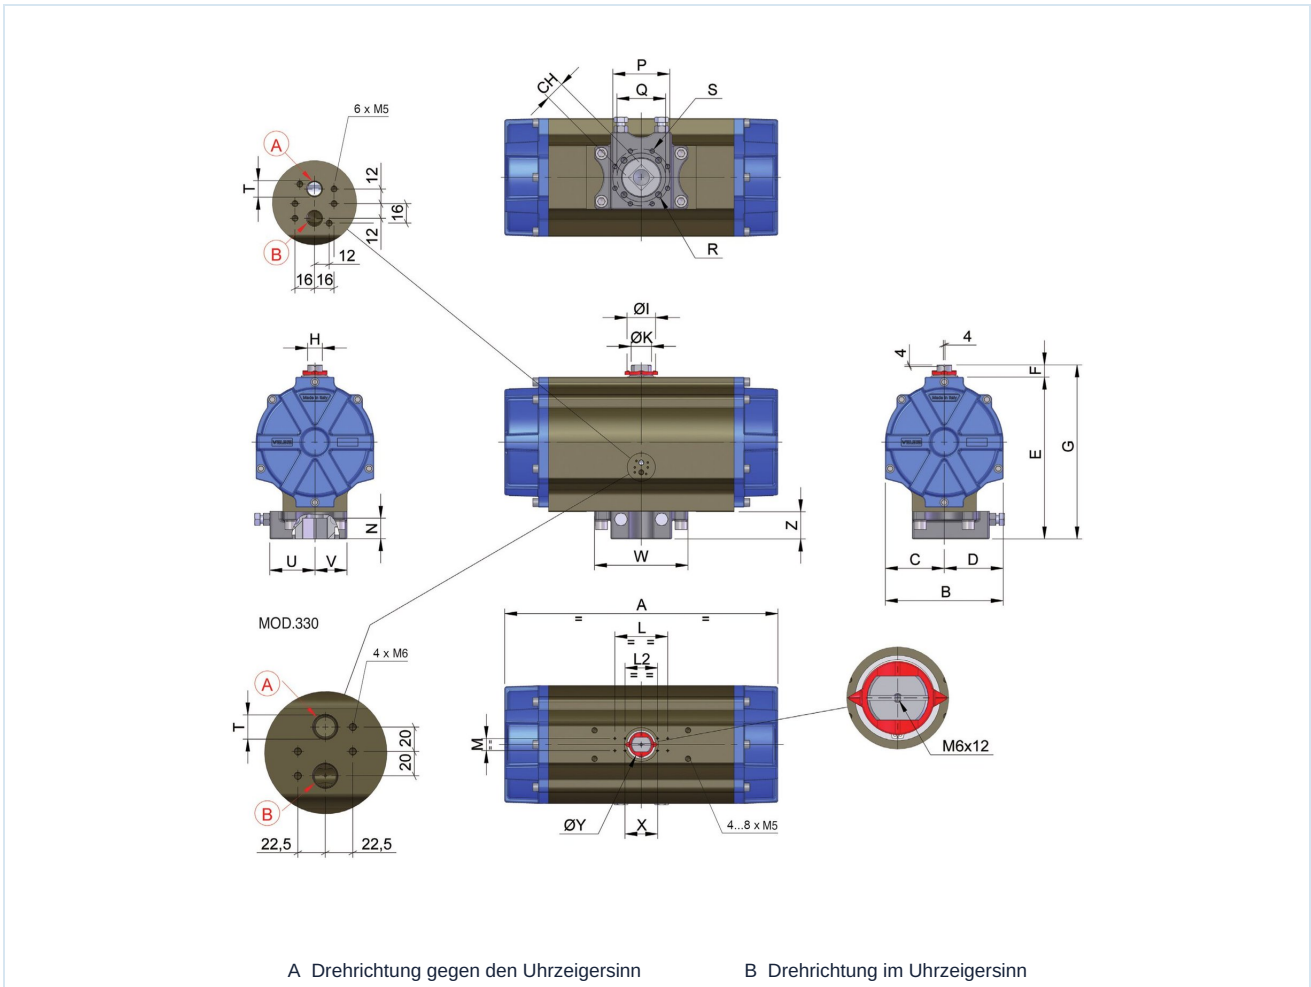 P
CH
Q
S
6 x M5
A
T
12
16
12
B
12
16 16
R
ØI
ØK
H
4
4
F
G
E
N
Z
U V
W
C D
B
MOD.330
A
= =
L
= =
L2
= =
4 x M6
A
T
20
20
M
=
B
22,5 22,5
ØY
X
4...8 x M5
M6x12
A Drehrichtung gegen den Uhrzeigersinn B Drehrichtung im Uhrzeigersinn